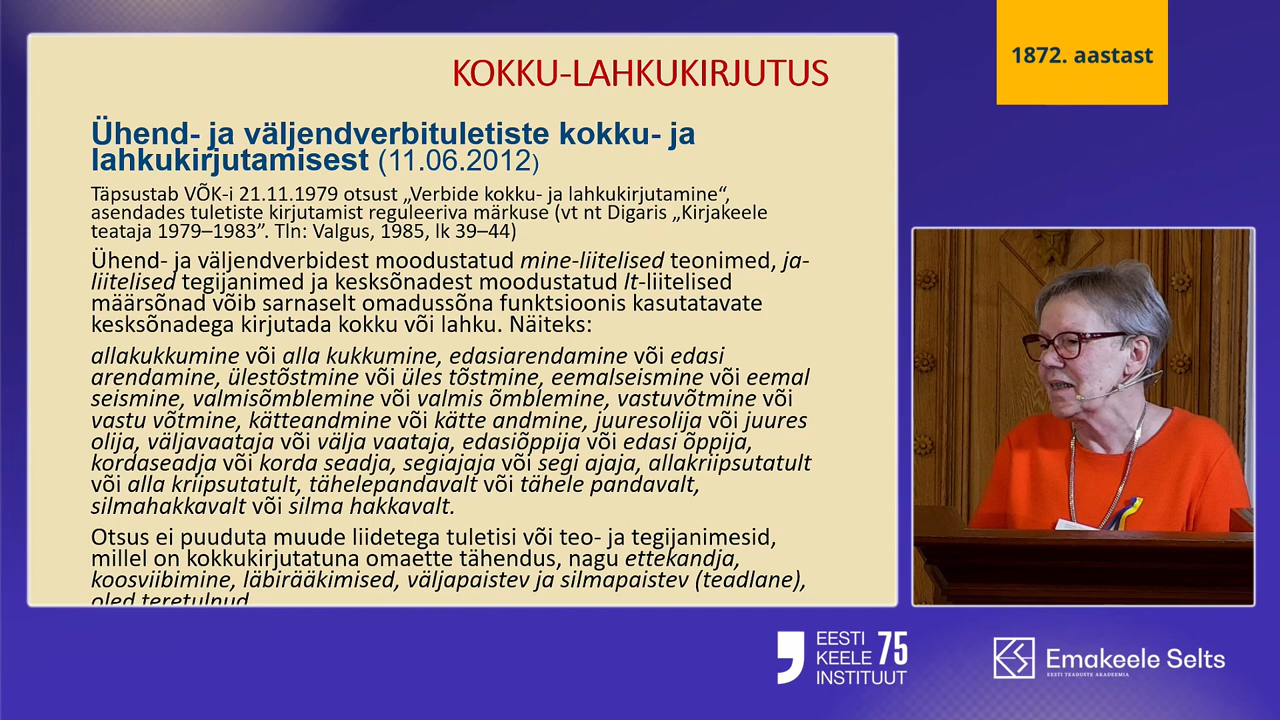 KOKKU-LAHKUKIRJUTUS
Ühend- ja väljendverbituletiste kokku- ja
lahkukirjutamisest (11.06.2012)
Täpsustab VÕK-i 21.11.1979 otsust „Verbide kokku- ja lahkukirjutamine“,
asendades tuletiste kirjutamist reguleeriva märkuse (vt nt Digaris „Kirjakeele
teataja 1979–1983”. Tln: Valgus, 1985, lk 39–44)
Ühend- ja väljendverbidest moodustatud mine-liitelised teonimed, ja-
liitelised tegijanimed ja kesksõnadest moodustatud lt-liitelised
määrsõnad võib sarnaselt omadussõna funktsioonis kasutatavate
kesksõnadega kirjutada kokku või lahku. Näiteks:
allakukkumine või alla kukkumine, edasiarendamine või edasi
arendamine, ülestõstmine või üles tõstmine, eemalseismine või eemal
seismine, valmisõmblemine või valmis õmblemine, vastuvõtmine või
vastu võtmine, kätteandmine või kätte andmine, juuresolija või juures
olija, väljavaataja või välja vaataja, edasiõppija või edasi õppija,
kordaseadja või korda seadja, segiajaja või segi ajaja, allakriipsutatult
või alla kriipsutatult, tähelepandavalt või tähele pandavalt,
silmahakkavalt või silma hakkavalt.
Otsus ei puuduta muude liidetega tuletisi või teo- ja tegijanimesid,
millel on kokkukirjutatuna omaette tähendus, nagu ettekandja,
koosviibimine, läbirääkimised, väljapaistev ja silmapaistev (teadlane),
oled teretulnud
1872. aastast
EESTI
KEELE 75
INSTITUUT
Emakeele Selts
EESTI TEADUSTE AKADEEMIA